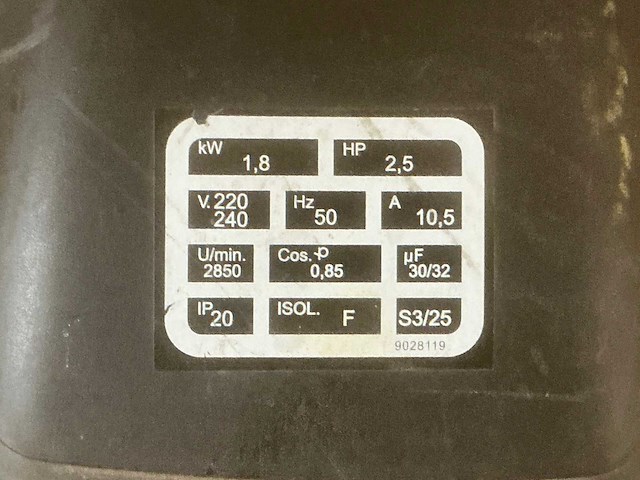 kW 1,8 HP 2,5
V. 220 240 Hz 50 A 10,5
U/min. 2850 Cos. φ 0,85 µF 30/32
IP 20 ISOL. F S3/25
9028119